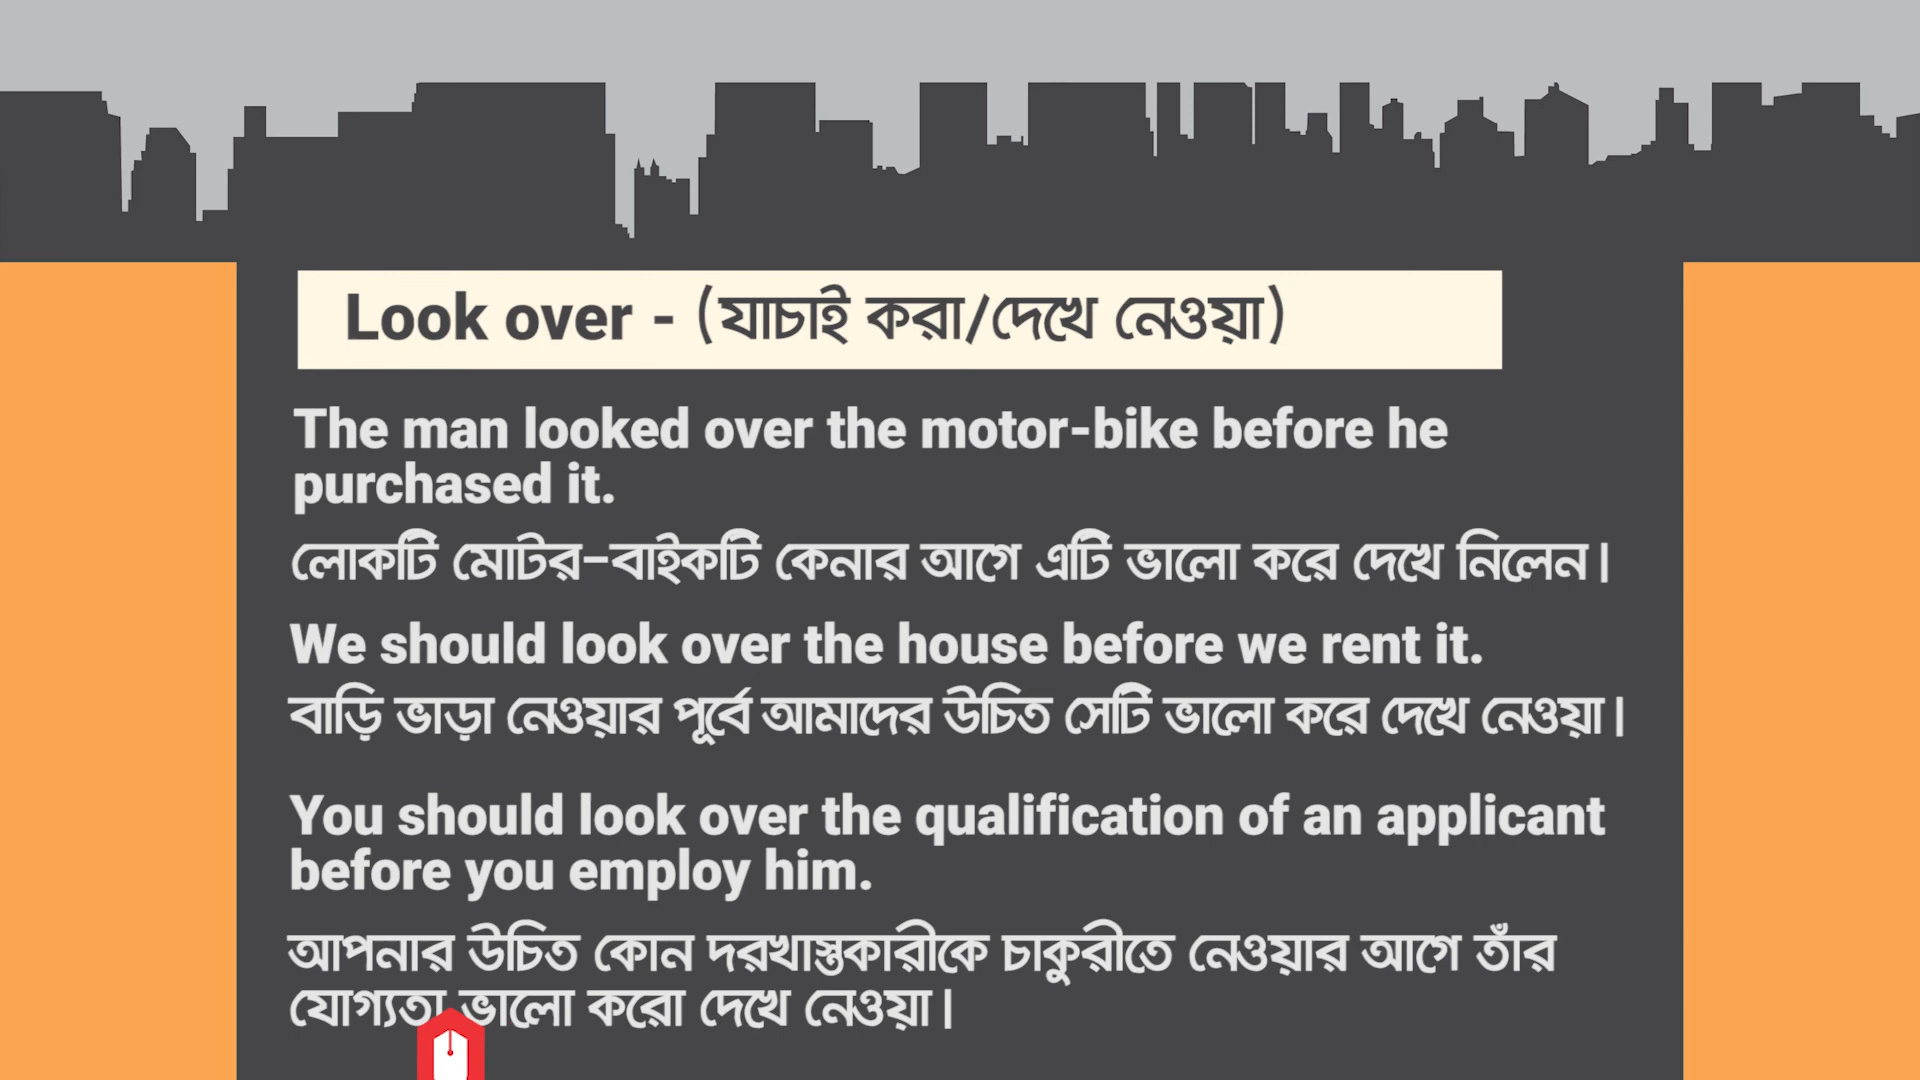 Look over - (যাচাই করা/দেখে নেওয়া)
The man looked over the motor-bike before he
purchased it.
লোকটি মোটর-বাইকটি কেনার আগে এটি ভালো করে দেখে নিলেন।
We should look over the house before we rent it.
বাড়ি ভাড়া নেওয়ার পূর্বে আমাদের উচিত সেটি ভালো করে দেখে নেওয়া।
You should look over the qualification of an applicant
before you employ him.
আপনার উচিত কোন দরখাস্তকারীকে চাকুরীতে নেওয়ার আগে তাঁর
যোগ্যতা ভালো করো দেখে নেওয়া।